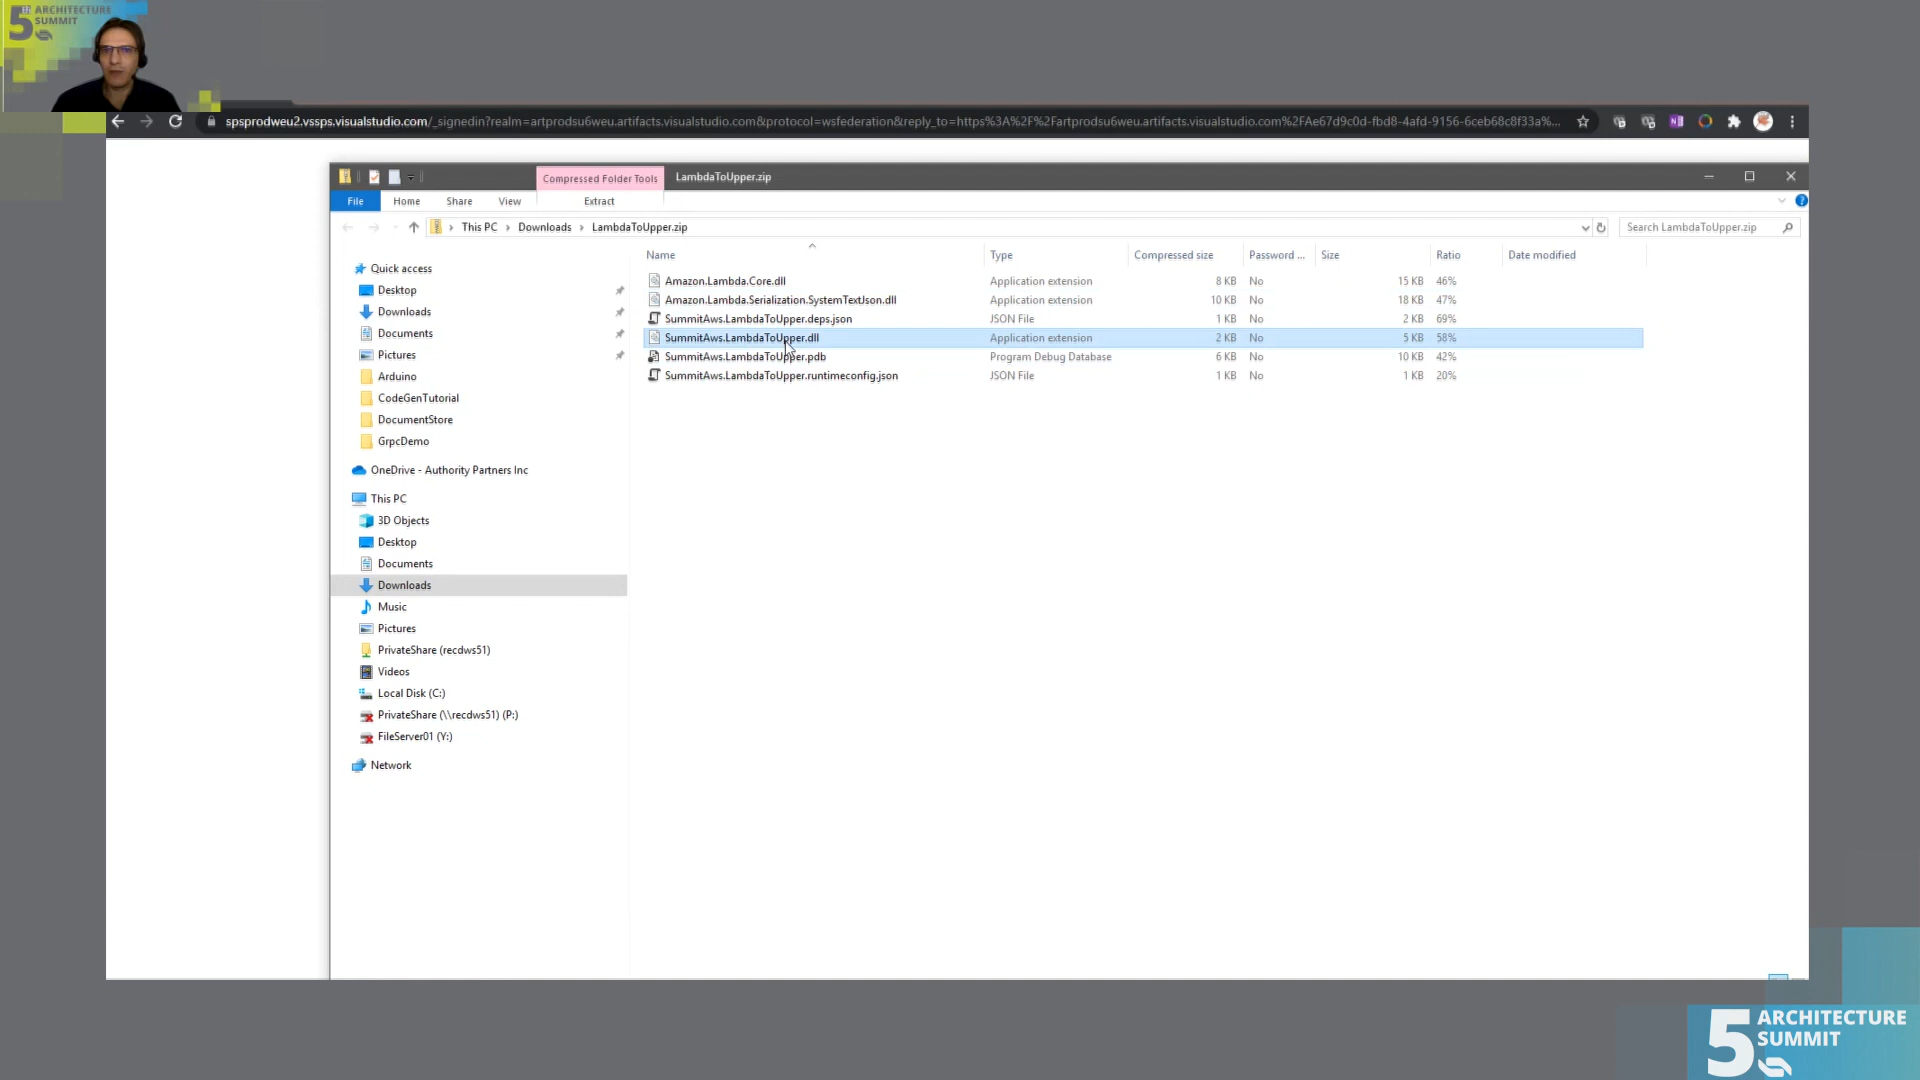 5 TH ARCHITECTURE
SUMMIT
spsprodweu2.vssps.visualstudio.com/_signedin?realm=artprodsu6weu.artifacts.visualstudio.com&protocol=wsfederation&reply_to=https%3A%2F%2Fartprodsu6weu.artifacts.visualstudio.com%2FAe67d9c0d-fbd8-4afd-9156-6ceb68c8f33a%...
Compressed Folder Tools LambdaToUpper.zip
File Home Share View Extract
This PC Downloads LambdaToUpper.zip Search LambdaToUpper.zip
Name Type Compressed size Password ... Size Ratio Date modified
Amazon.Lambda.Core.dll Application extension 8 KB No 15 KB 46%
Amazon.Lambda.Serialization.SystemTextJson.dll Application extension 10 KB No 18 KB 47%
SummitAws.LambdaToUpper.deps.json JSON File 1 KB No 2 KB 69%
SummitAws.LambdaToUpper.dll Application extension 2 KB No 5 KB 58%
SummitAws.LambdaToUpper.pdb Program Debug Database 6 KB No 10 KB 42%
SummitAws.LambdaToUpper.runtimeconfig.json JSON File 1 KB No 1 KB 20%
Quick access
Desktop
Downloads
Documents
Pictures
Arduino
CodeGenTutorial
DocumentStore
GrpcDemo
OneDrive - Authority Partners Inc
This PC
3D Objects
Desktop
Documents
Downloads
Music
Pictures
PrivateShare (recdws51)
Videos
Local Disk (C:)
PrivateShare (\\recdws51) (P:)
FileServer01 (Y:)
Network
5 ARCHITECTURE
SUMMIT